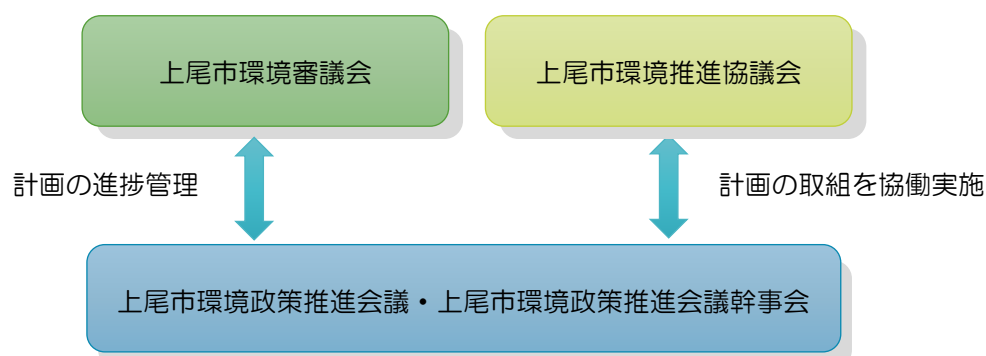 上尾市環境審議会
上尾市環境推進協議会
計画の進捗管理
計画の取組を協働実施
上尾市環境政策推進会議・上尾市環境政策推進会議幹事会